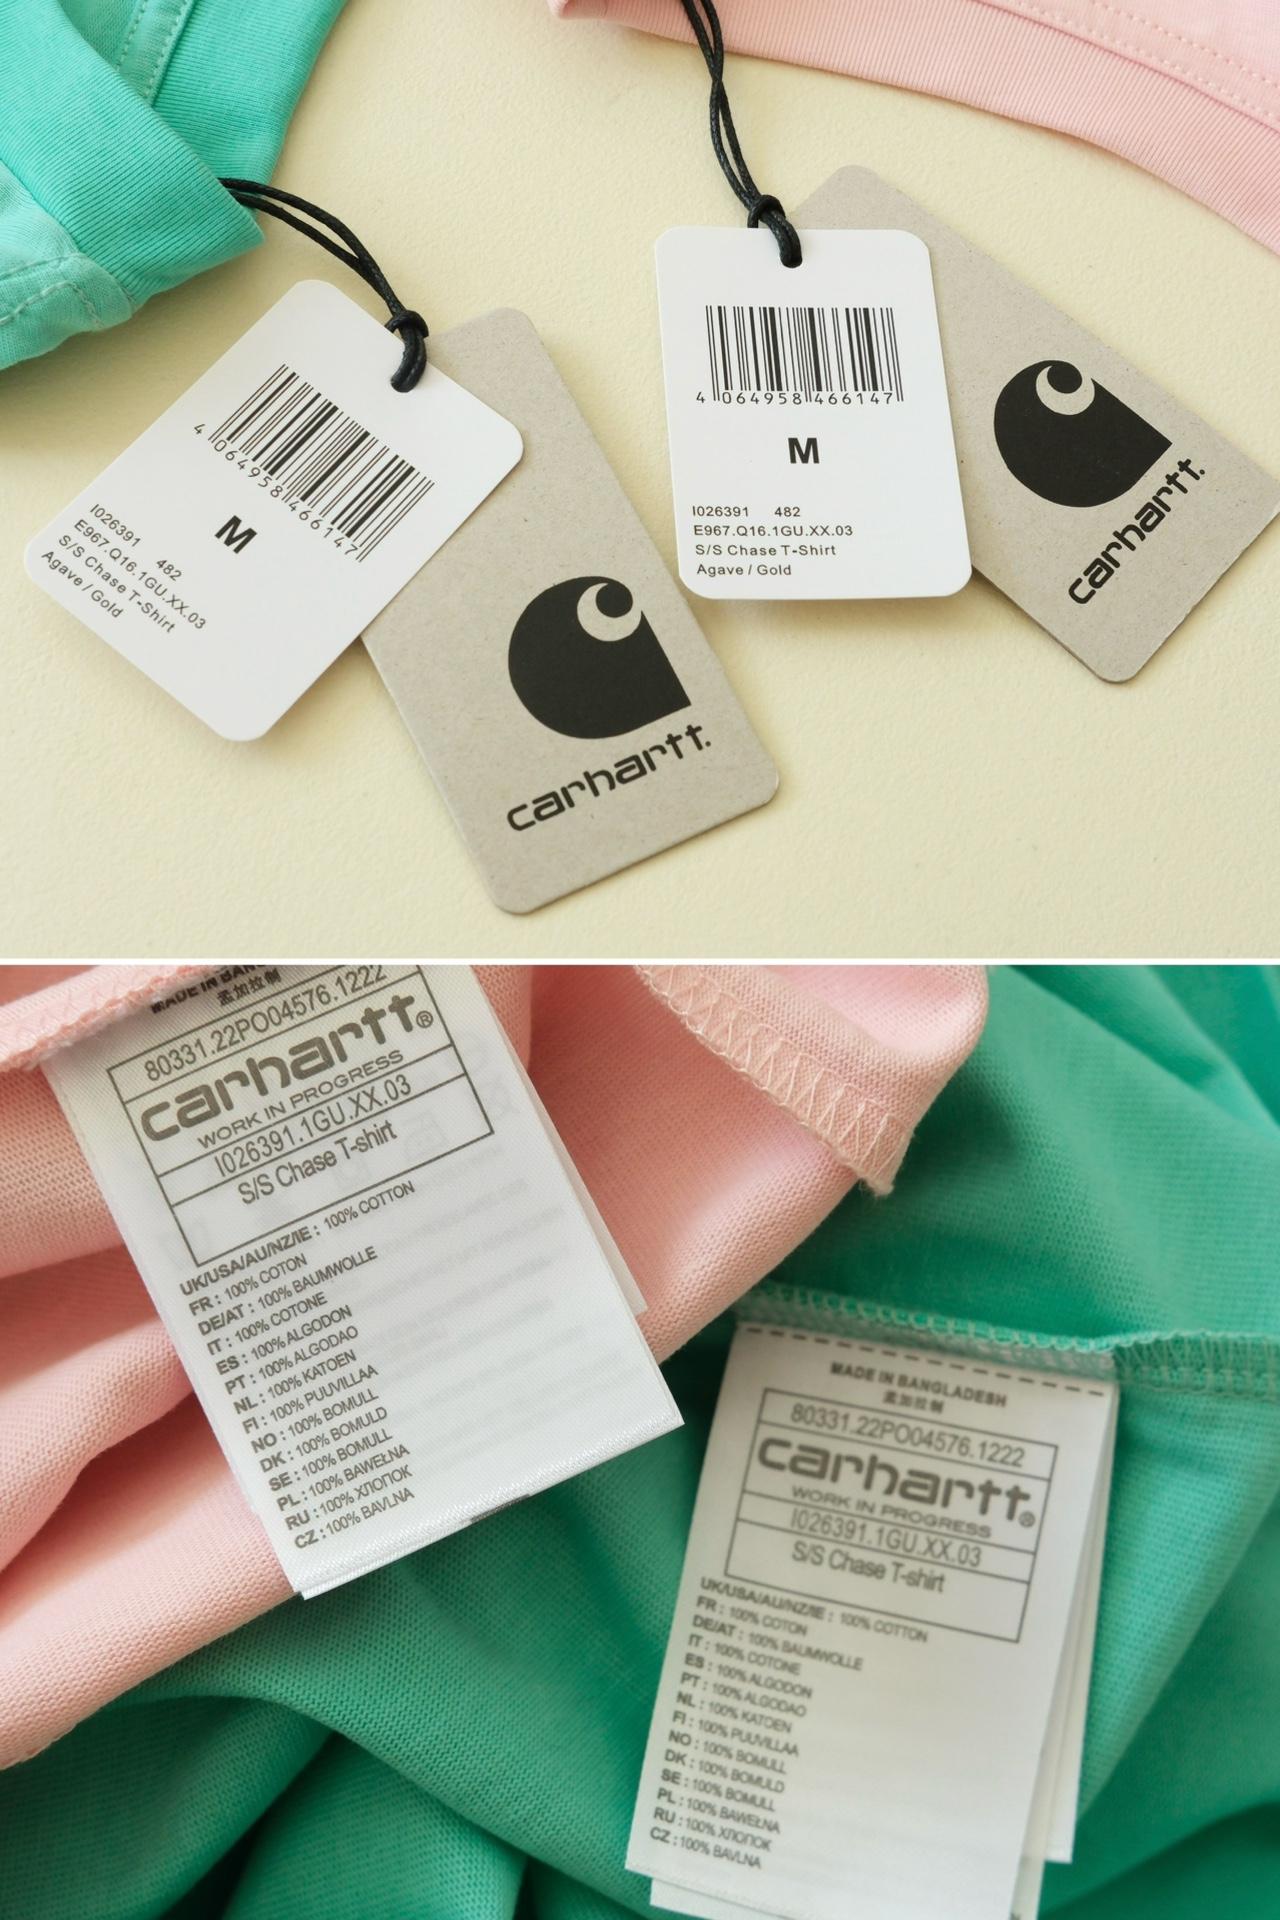 4 064958 466147
M
I026391 482
E967.Q16.1GU.XX.03
S/S Chase T-Shirt
Agave / Gold
carhartt.
4 064958 466147
M
I026391 482
E967.Q16.1GU.XX.03
S/S Chase T-Shirt
Agave / Gold
carhartt.
MADE IN
孟加拉制
80331.22PO04576.1222
carhartt®
WORK IN PROGRESS
I026391.1GU.XX.03
S/S Chase T-shirt
UK/USA/AU/NZ/IE : 100% COTTON
FR : 100% COTON
DE/AT : 100% BAUMWOLLE
IT : 100% COTONE
ES : 100% ALGODON
PT : 100% ALGODAO
NL : 100% KATOEN
FI : 100% PUUVILLAA
NO : 100% BOMULL
DK : 100% BOMULD
SE : 100% BOMULL
PL : 100% BAWEŁNA
RU : 100% ХЛОПОК
CZ : 100% BAVLNA
MADE IN BANGLADESH
孟加拉制
80331.22PO04576.1222
carhartt®
WORK IN PROGRESS
I026391.1GU.XX.03
S/S Chase T-shirt
UK/USA/AU/NZ/IE : 100% COTTON
FR : 100% COTON
DE/AT : 100% BAUMWOLLE
IT : 100% COTONE
ES : 100% ALGODON
PT : 100% ALGODAO
NL : 100% KATOEN
FI : 100% PUUVILLAA
NO : 100% BOMULL
DK : 100% BOMULD
SE : 100% BOMULL
PL : 100% BAWEŁNA
RU : 100% ХЛОПОК
CZ : 100% BAVLNA